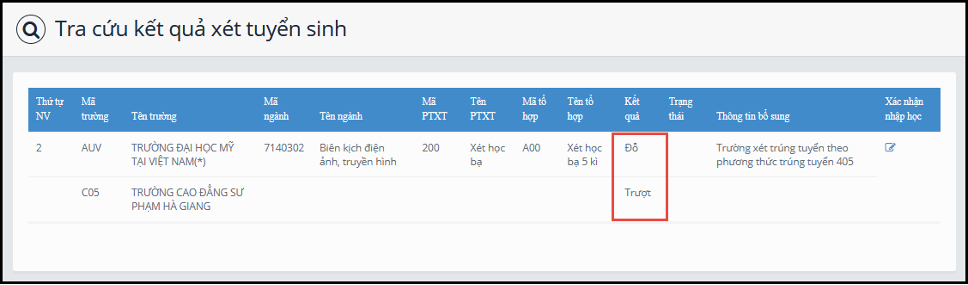 Tra cứu kết quả xét tuyển sinh
Thứ tự NV Mã trường Tên trường Mã ngành Tên ngành Mã PTXT Tên PTXT Mã tổ hợp Tên tổ hợp Kết quả Trạng thái Thông tin bổ sung Xác nhận nhập học
2 AUV TRƯỜNG ĐẠI HỌC MỸ TẠI VIỆT NAM(*) 7140302 Biên kịch điện ảnh, truyền hình 200 Xét học bạ A00 Xét học bạ 5 kì Đỗ Trường xét trúng tuyển theo phương thức trúng tuyển 405
C05 TRƯỜNG CAO ĐẲNG SƯ PHẠM HÀ GIANG Trượt